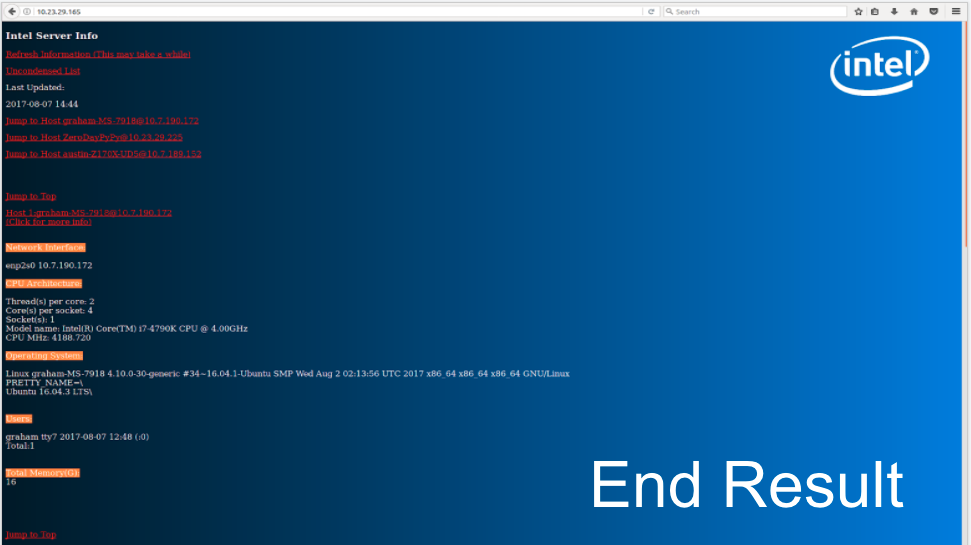 10.23.29.165
Search
Intel Server Info
intel
Refresh Information (This may take a while)
Uncondensed List
Last Updated:
2017-08-07 14:44
Jump to Host graham-MS-7918@10.7.190.172
Jump to Host ZeroDayPyPy@10.23.29.225
Jump to Host austin-Z170X-UD5@10.7.189.152
Jump to Top
Host 1:graham-MS-7918@10.7.190.172
(Click for more info)
Network Interface:
enp2s0 10.7.190.172
CPU Architecture:
Thread(s) per core: 2
Core(s) per socket: 4
Socket(s): 1
Model name: Intel(R) Core(TM) i7-4790K CPU @ 4.00GHz
CPU MHz: 4188.720
Operating System:
Linux graham-MS-7918 4.10.0-30-generic #34~16.04.1-Ubuntu SMP Wed Aug 2 02:13:56 UTC 2017 x86_64 x86_64 x86_64 GNU/Linux
PRETTY_NAME=\
Ubuntu 16.04.3 LTS\
Users:
graham tty7 2017-08-07 12:48 (:0)
Total:1
Total Memory(G):
16
End Result
Jump to Top